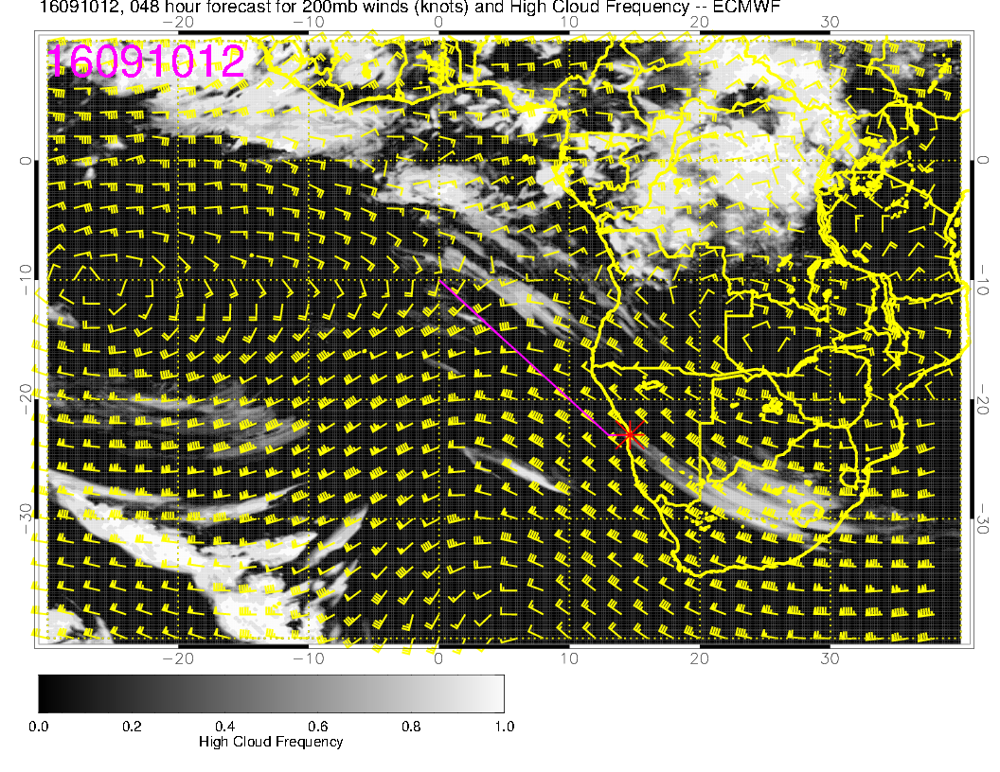 16091012, 048 hour forecast for 200mb winds (knots) and High Cloud Frequency -- ECMWF
-20 -10 0 10 20 30
16091012
0 0
-10 -10
-20 -20
-30 -30
-20 -10 0 10 20 30
0.0 0.2 0.4 0.6 0.8 1.0
High Cloud Frequency